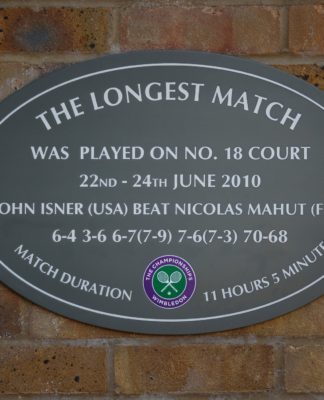 THE LONGEST MATCH
WAS PLAYED ON NO. 18 COURT
22ND - 24TH JUNE 2010
OHN ISNER (USA) BEAT NICOLAS MAHUT (F
6-4 3-6 6-7(7-9) 7-6(7-3) 70-68
MATCH DURATION
THE CHAMPIONSHIPS
WIMBLEDON
11 HOURS 5 MINUTE